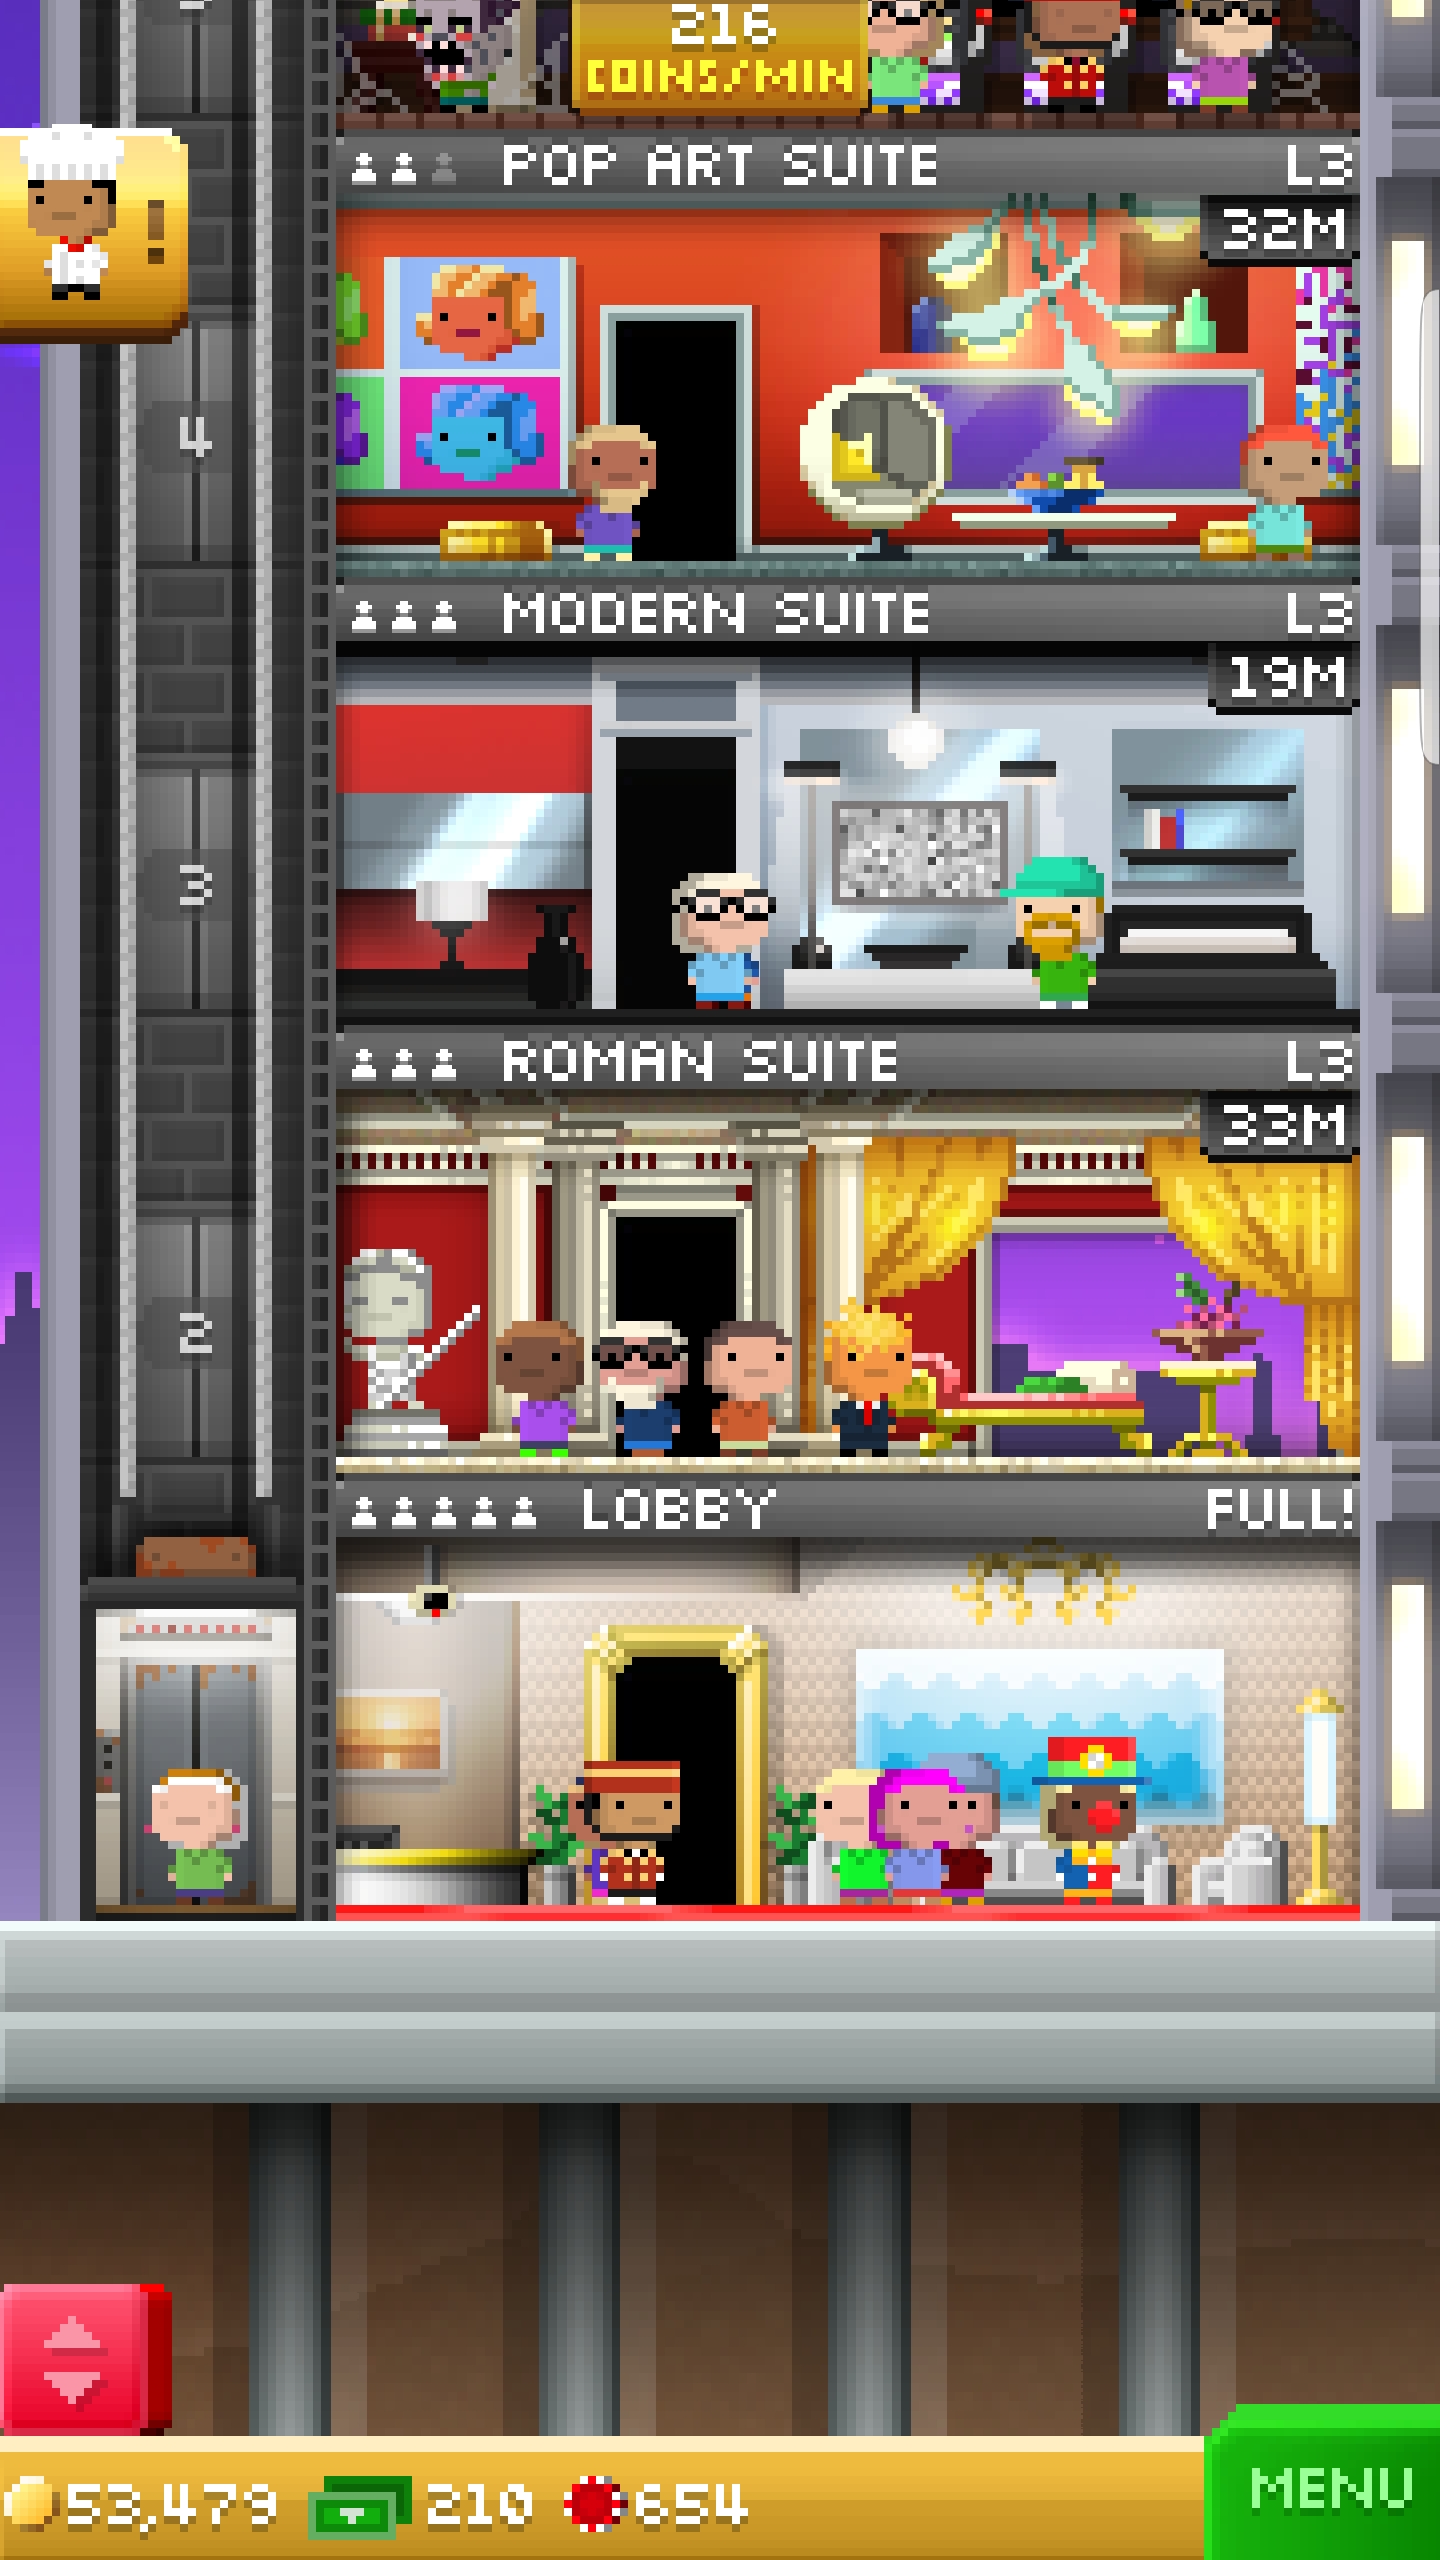 216
COINS/MIN
POP ART SUITE L3
32M
!
4
MODERN SUITE L3
19M
3
ROMAN SUITE L3
33M
2
LOBBY FULL!
53,479 210 654
MENU